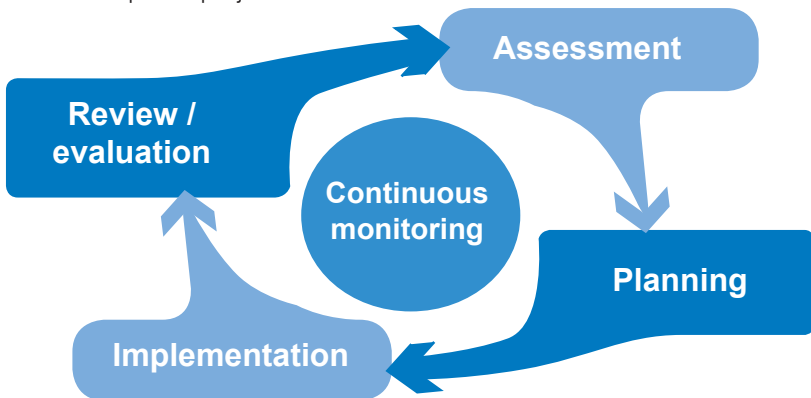 Assessment
Review /
evaluation
Continuous
monitoring
Planning
Implementation